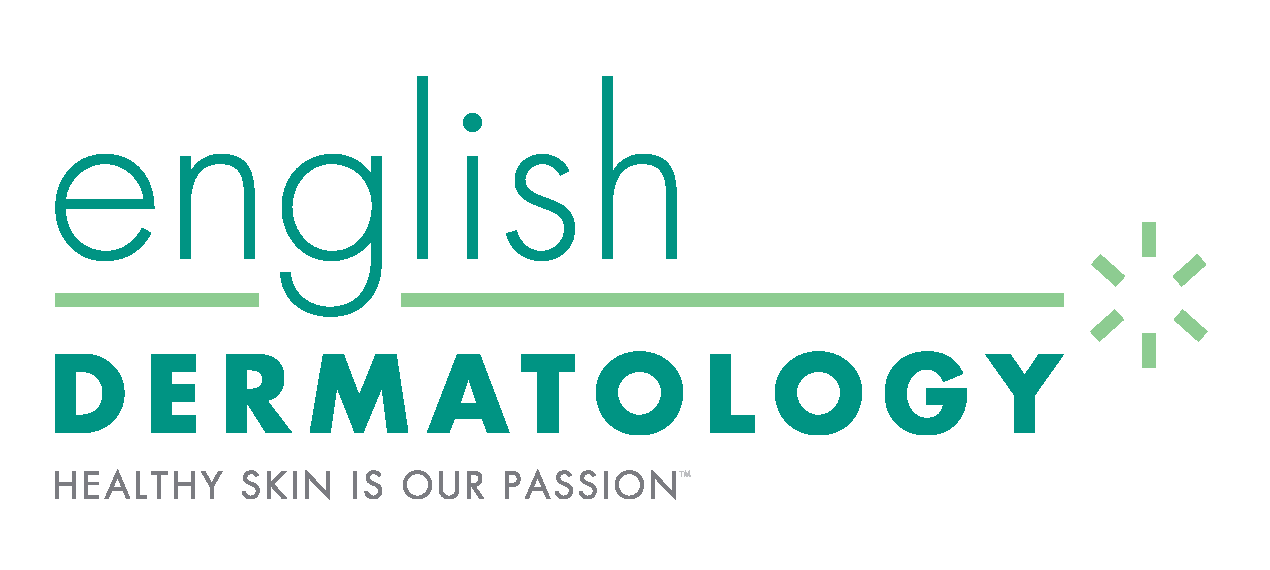 english
DERMATOLOGY
HEALTHY SKIN IS OUR PASSION™